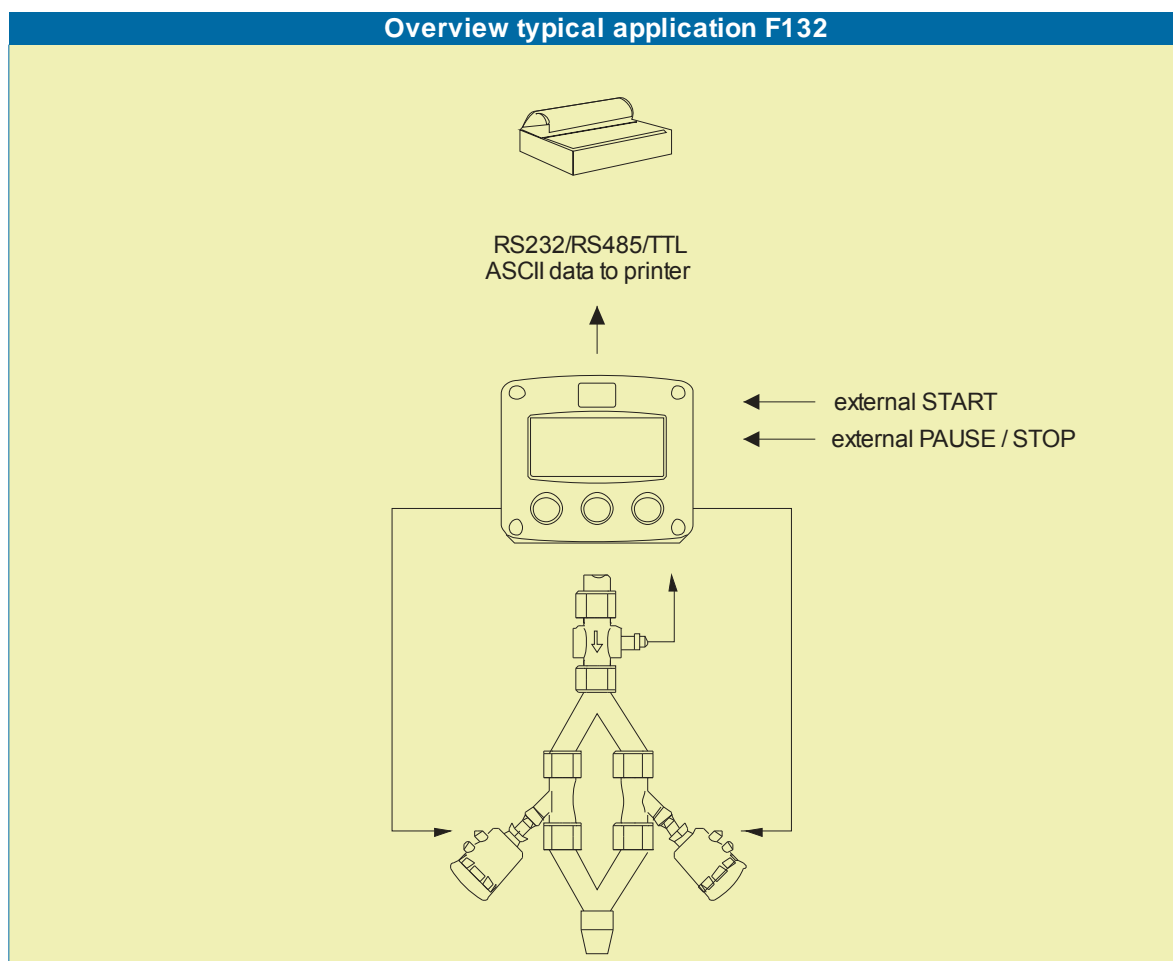 Overview typical application F132
RS232/RS485/TTL
ASCII data to printer
external START
external PAUSE / STOP